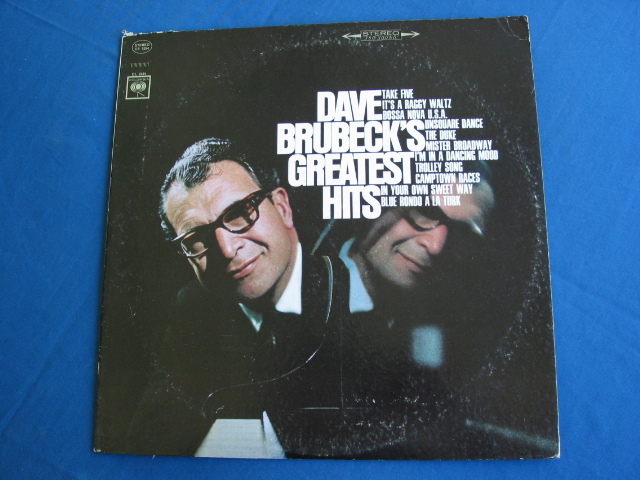 STEREO
STEREO
DAVE
BRUBECK'S
GREATEST
HITS
TAKE FIVE
IT'S A RAGGY WALTZ
BOSSA NOVA U.S.A.
UNSQUARE DANCE
THE DUKE
MISTER BROADWAY
I'M IN A DANCING MOOD
TROLLEY SONG
CAMPTOWN RACES
IN YOUR OWN SWEET WAY
BLUE RONDO A LA TURK